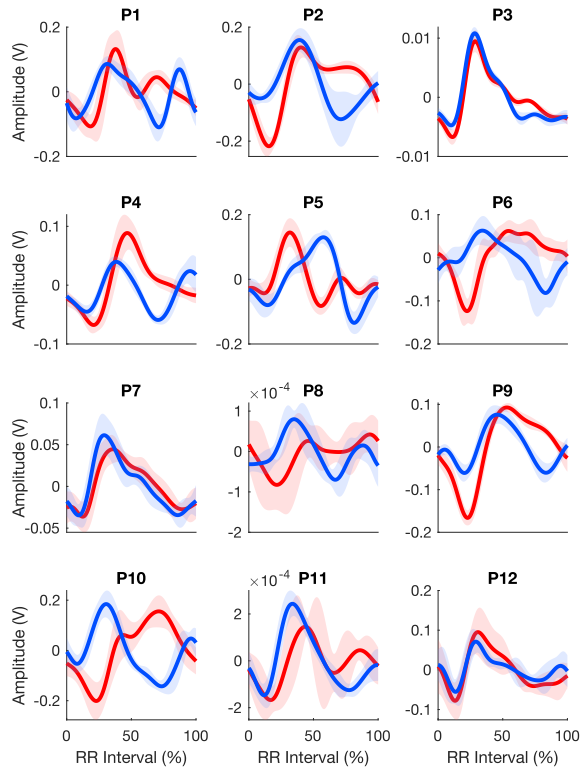 P1 P2 P3
Amplitude (V)
0.2 0 -0.2
0.2 0 -0.2
0.01 0 -0.01
P4 P5 P6
Amplitude (V)
0.1 0 -0.1
0.2 0 -0.2
0.1 0 -0.1 -0.2
P7 P8 P9
Amplitude (V)
0.1 0.05 0 -0.05
×10⁻⁴
1 0 -1 -2
0.1 0 -0.1 -0.2
P10 P11 P12
Amplitude (V)
0.2 0 -0.2
×10⁻⁴
2 0 -2
0.2 0.1 0 -0.1
0 50 100 0 50 100 0 50 100
RR Interval (%) RR Interval (%) RR Interval (%)